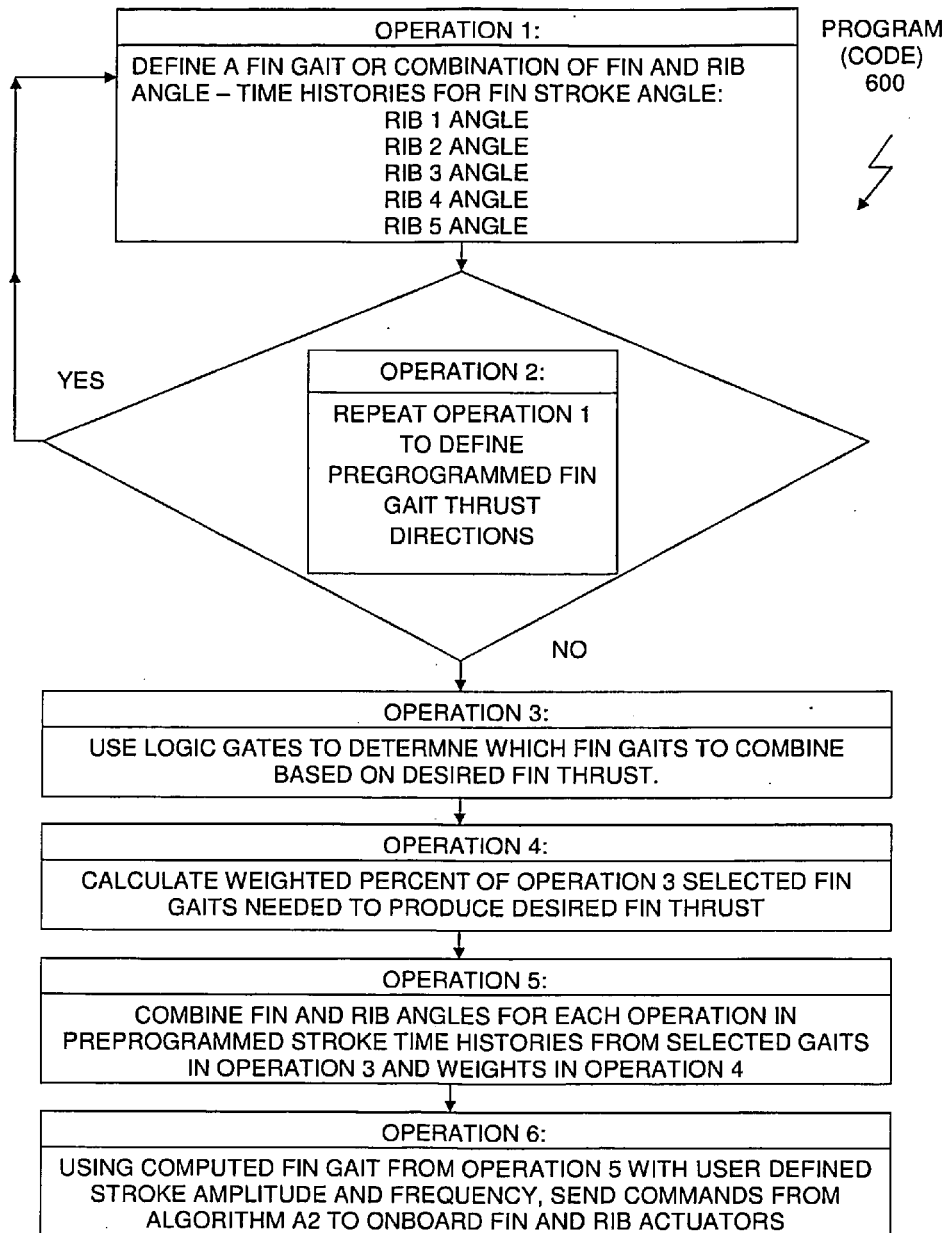 OPERATION 1:
DEFINE A FIN GAIT OR COMBINATION OF FIN AND RIB
ANGLE – TIME HISTORIES FOR FIN STROKE ANGLE:
RIB 1 ANGLE
RIB 2 ANGLE
RIB 3 ANGLE
RIB 4 ANGLE
RIB 5 ANGLE
PROGRAM
(CODE)
600
YES
OPERATION 2:
REPEAT OPERATION 1
TO DEFINE
PREGROGRAMMED FIN
GAIT THRUST
DIRECTIONS
NO
OPERATION 3:
USE LOGIC GATES TO DETERMNE WHICH FIN GAITS TO COMBINE
BASED ON DESIRED FIN THRUST.
OPERATION 4:
CALCULATE WEIGHTED PERCENT OF OPERATION 3 SELECTED FIN
GAITS NEEDED TO PRODUCE DESIRED FIN THRUST
OPERATION 5:
COMBINE FIN AND RIB ANGLES FOR EACH OPERATION IN
PREPROGRAMMED STROKE TIME HISTORIES FROM SELECTED GAITS
IN OPERATION 3 AND WEIGHTS IN OPERATION 4
OPERATION 6:
USING COMPUTED FIN GAIT FROM OPERATION 5 WITH USER DEFINED
STROKE AMPLITUDE AND FREQUENCY, SEND COMMANDS FROM
ALGORITHM A2 TO ONBOARD FIN AND RIB ACTUATORS